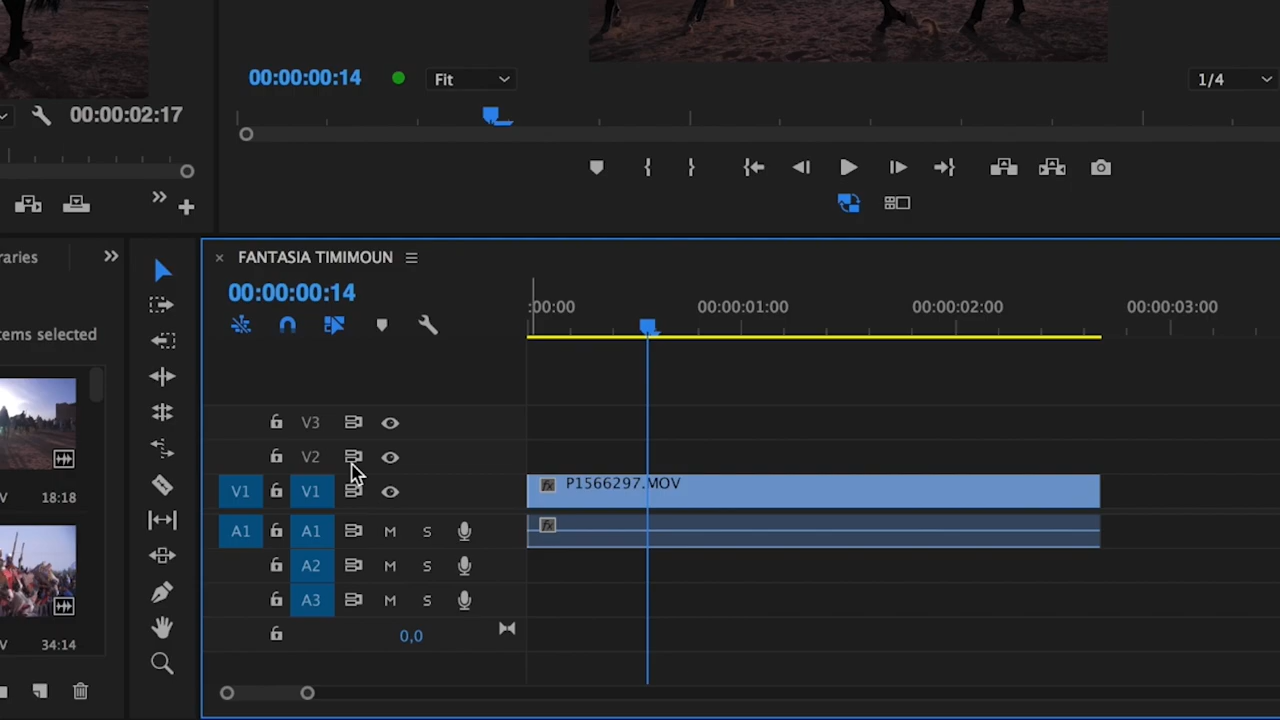 00:00:00:14
Fit
1/4
00:00:02:17
raries
FANTASIA TIMIMOUN
00:00:00:14
:00:00
00:00:01:00
00:00:02:00
00:00:03:00
ems selected
V3
V2
V1 V1
P1566297.MOV
fx
V 18:18
A1 A1 M S
fx
A2 M S
A3 M S
0,0
V 34:14